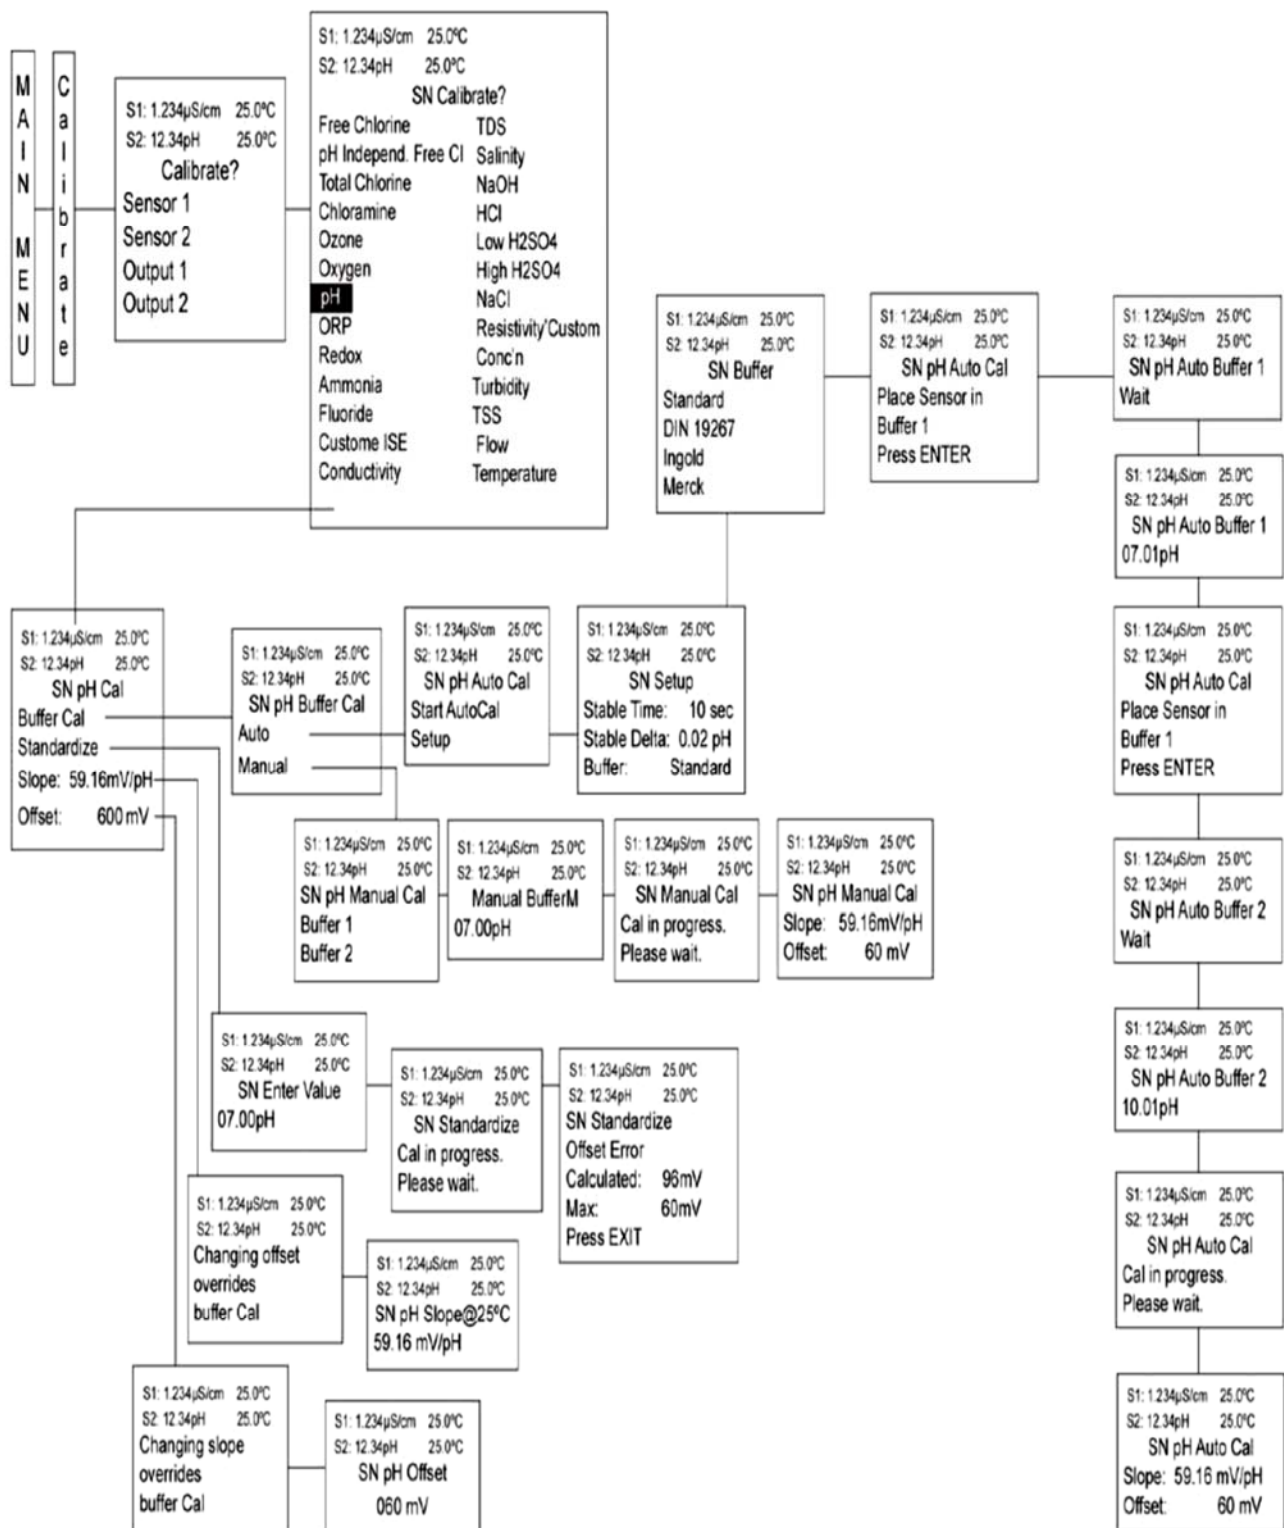 MAIN MENU
Calibrate
S1: 1.234µS/cm 25.0ºC
S2: 12.34pH 25.0ºC
Calibrate?
Sensor 1
Sensor 2
Output 1
Output 2
S1: 1.234µS/cm 25.0ºC
S2: 12.34pH 25.0ºC
SN Calibrate?
Free Chlorine TDS
pH Independ. Free Cl Salinity
Total Chlorine NaOH
Chloramine HCl
Ozone Low H2SO4
Oxygen High H2SO4
pH NaCl
ORP Resistivity'Custom
Redox Conc'n
Ammonia Turbidity
Fluoride TSS
Custome ISE Flow
Conductivity Temperature
S1: 1.234µS/cm 25.0ºC
S2: 12.34pH 25.0ºC
SN pH Cal
Buffer Cal
Standardize
Slope: 59.16mV/pH
Offset: 600 mV
S1: 1.234µS/cm 25.0ºC
S2: 12.34pH 25.0ºC
SN pH Buffer Cal
Auto
Manual
S1: 1.234µS/cm 25.0ºC
S2: 12.34pH 25.0ºC
SN pH Auto Cal
Start AutoCal
Setup
S1: 1.234µS/cm 25.0ºC
S2: 12.34pH 25.0ºC
SN Setup
Stable Time: 10 sec
Stable Delta: 0.02 pH
Buffer: Standard
S1: 1.234µS/cm 25.0ºC
S2: 12.34pH 25.0ºC
SN Buffer
Standard
DIN 19267
Ingold
Merck
S1: 1.234µS/cm 25.0ºC
S2: 12.34pH 25.0ºC
SN pH Auto Cal
Place Sensor in
Buffer 1
Press ENTER
S1: 1.234µS/cm 25.0ºC
S2: 12.34pH 25.0ºC
SN pH Auto Buffer 1
Wait
S1: 1.234µS/cm 25.0ºC
S2: 12.34pH 25.0ºC
SN pH Auto Buffer 1
07.01pH
S1: 1.234µS/cm 25.0ºC
S2: 12.34pH 25.0ºC
SN pH Auto Cal
Place Sensor in
Buffer 1
Press ENTER
S1: 1.234µS/cm 25.0ºC
S2: 12.34pH 25.0ºC
SN pH Auto Buffer 2
Wait
S1: 1.234µS/cm 25.0ºC
S2: 12.34pH 25.0ºC
SN pH Auto Buffer 2
10.01pH
S1: 1.234µS/cm 25.0ºC
S2: 12.34pH 25.0ºC
SN pH Auto Cal
Cal in progress.
Please wait.
S1: 1.234µS/cm 25.0ºC
S2: 12.34pH 25.0ºC
SN pH Auto Cal
Slope: 59.16 mV/pH
Offset: 60 mV
S1: 1.234µS/cm 25.0ºC
S2: 12.34pH 25.0ºC
SN pH Manual Cal
Buffer 1
Buffer 2
S1: 1.234µS/cm 25.0ºC
S2: 12.34pH 25.0ºC
Manual BufferM
07.00pH
S1: 1.234µS/cm 25.0ºC
S2: 12.34pH 25.0ºC
SN Manual Cal
Cal in progress.
Please wait.
S1: 1.234µS/cm 25.0ºC
S2: 12.34pH 25.0ºC
SN pH Manual Cal
Slope: 59.16mV/pH
Offset: 60 mV
S1: 1.234µS/cm 25.0ºC
S2: 12.34pH 25.0ºC
SN Enter Value
07.00pH
S1: 1.234µS/cm 25.0ºC
S2: 12.34pH 25.0ºC
SN Standardize
Cal in progress.
Please wait.
S1: 1.234µS/cm 25.0ºC
S2: 12.34pH 25.0ºC
SN Standardize
Offset Error
Calculated: 96mV
Max: 60mV
Press EXIT
S1: 1.234µS/cm 25.0ºC
S2: 12.34pH 25.0ºC
Changing offset
overrides
buffer Cal
S1: 1.234µS/cm 25.0ºC
S2: 12.34pH 25.0ºC
SN pH Slope@25ºC
59.16 mV/pH
S1: 1.234µS/cm 25.0ºC
S2: 12.34pH 25.0ºC
Changing slope
overrides
buffer Cal
S1: 1.234µS/cm 25.0ºC
S2: 12.34pH 25.0ºC
SN pH Offset
060 mV